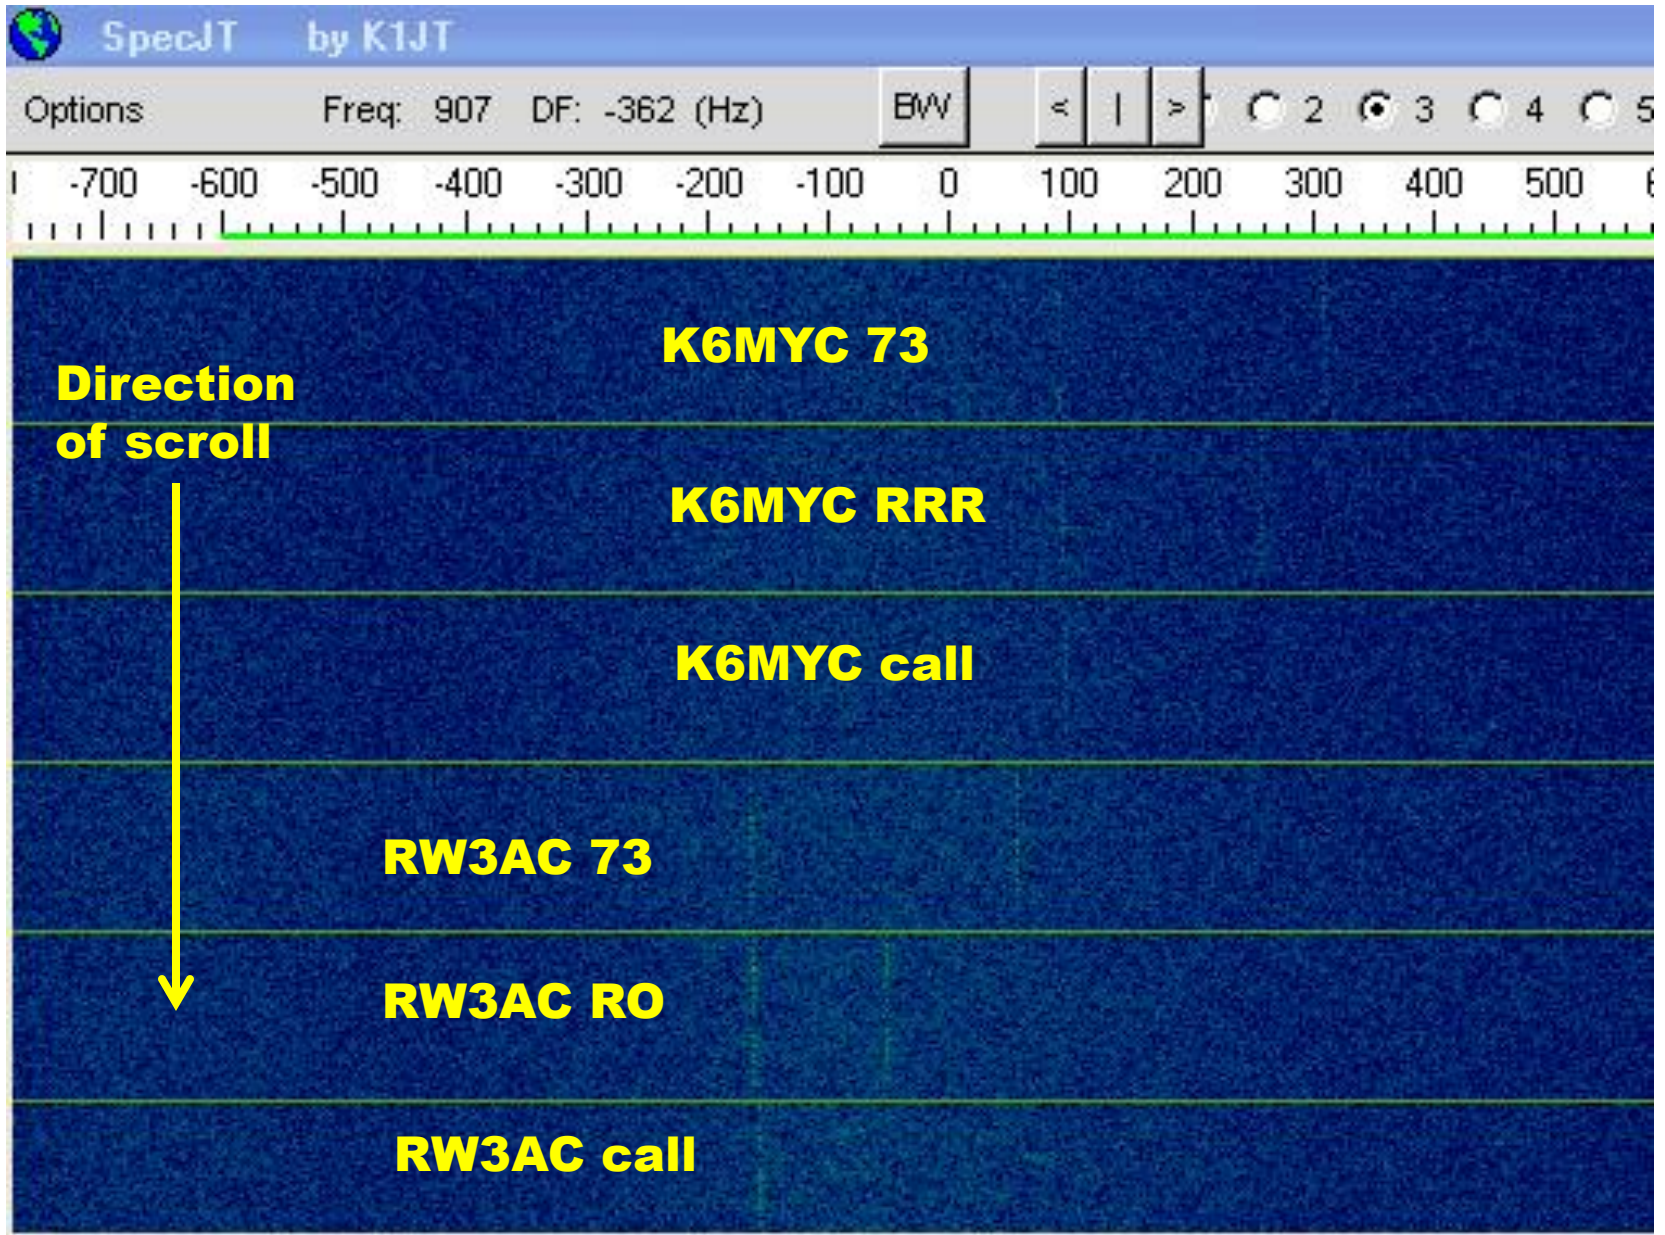 SpecJT by K1JT
Options Freq: 907 DF: -362 (Hz) BW < | > 2 3 4 5
-700 -600 -500 -400 -300 -200 -100 0 100 200 300 400 500
K6MYC 73
Direction
of scroll
K6MYC RRR
K6MYC call
RW3AC 73
RW3AC RO
RW3AC call